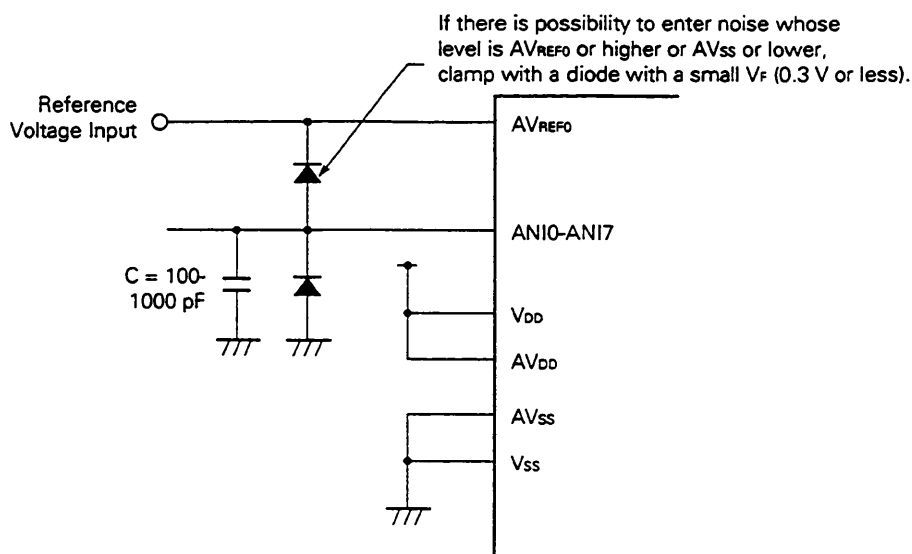 If there is possibility to enter noise whose
level is AVREF0 or higher or AVSS or lower,
clamp with a diode with a small VF (0.3 V or less).
Reference
Voltage Input
AVREF0
ANI0-ANI7
C = 100-
1000 pF
VDD
AVDD
AVSS
VSS